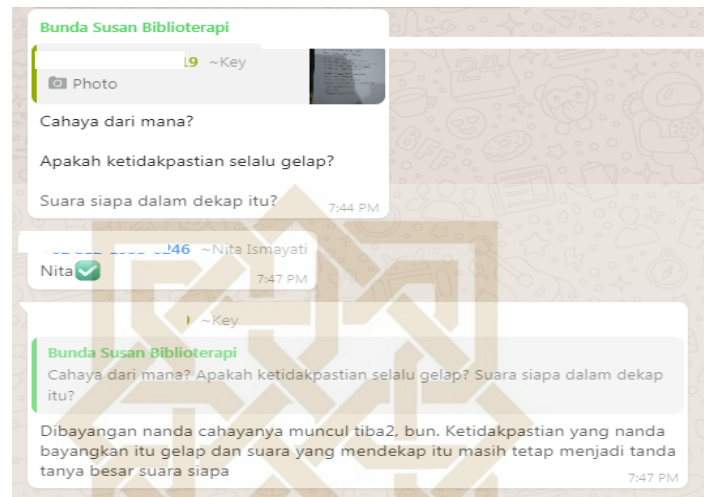 Bunda Susan Biblioterapi
19 ~Key
Photo
Cahaya dari mana?
Apakah ketidakpastian selalu gelap?
Suara siapa dalam dekap itu?
7:44 PM
246 ~Nita Ismayati
Nita✅
7:47 PM
~Key
Bunda Susan Biblioterapi
Cahaya dari mana? Apakah ketidakpastian selalu gelap? Suara siapa dalam dekap
itu?
Dibayangan nanda cahayanya muncul tiba2, bun. Ketidakpastian yang nanda
bayangkan itu gelap dan suara yang mendekap itu masih tetap menjadi tanda
tanya besar suara siapa
7:47 PM